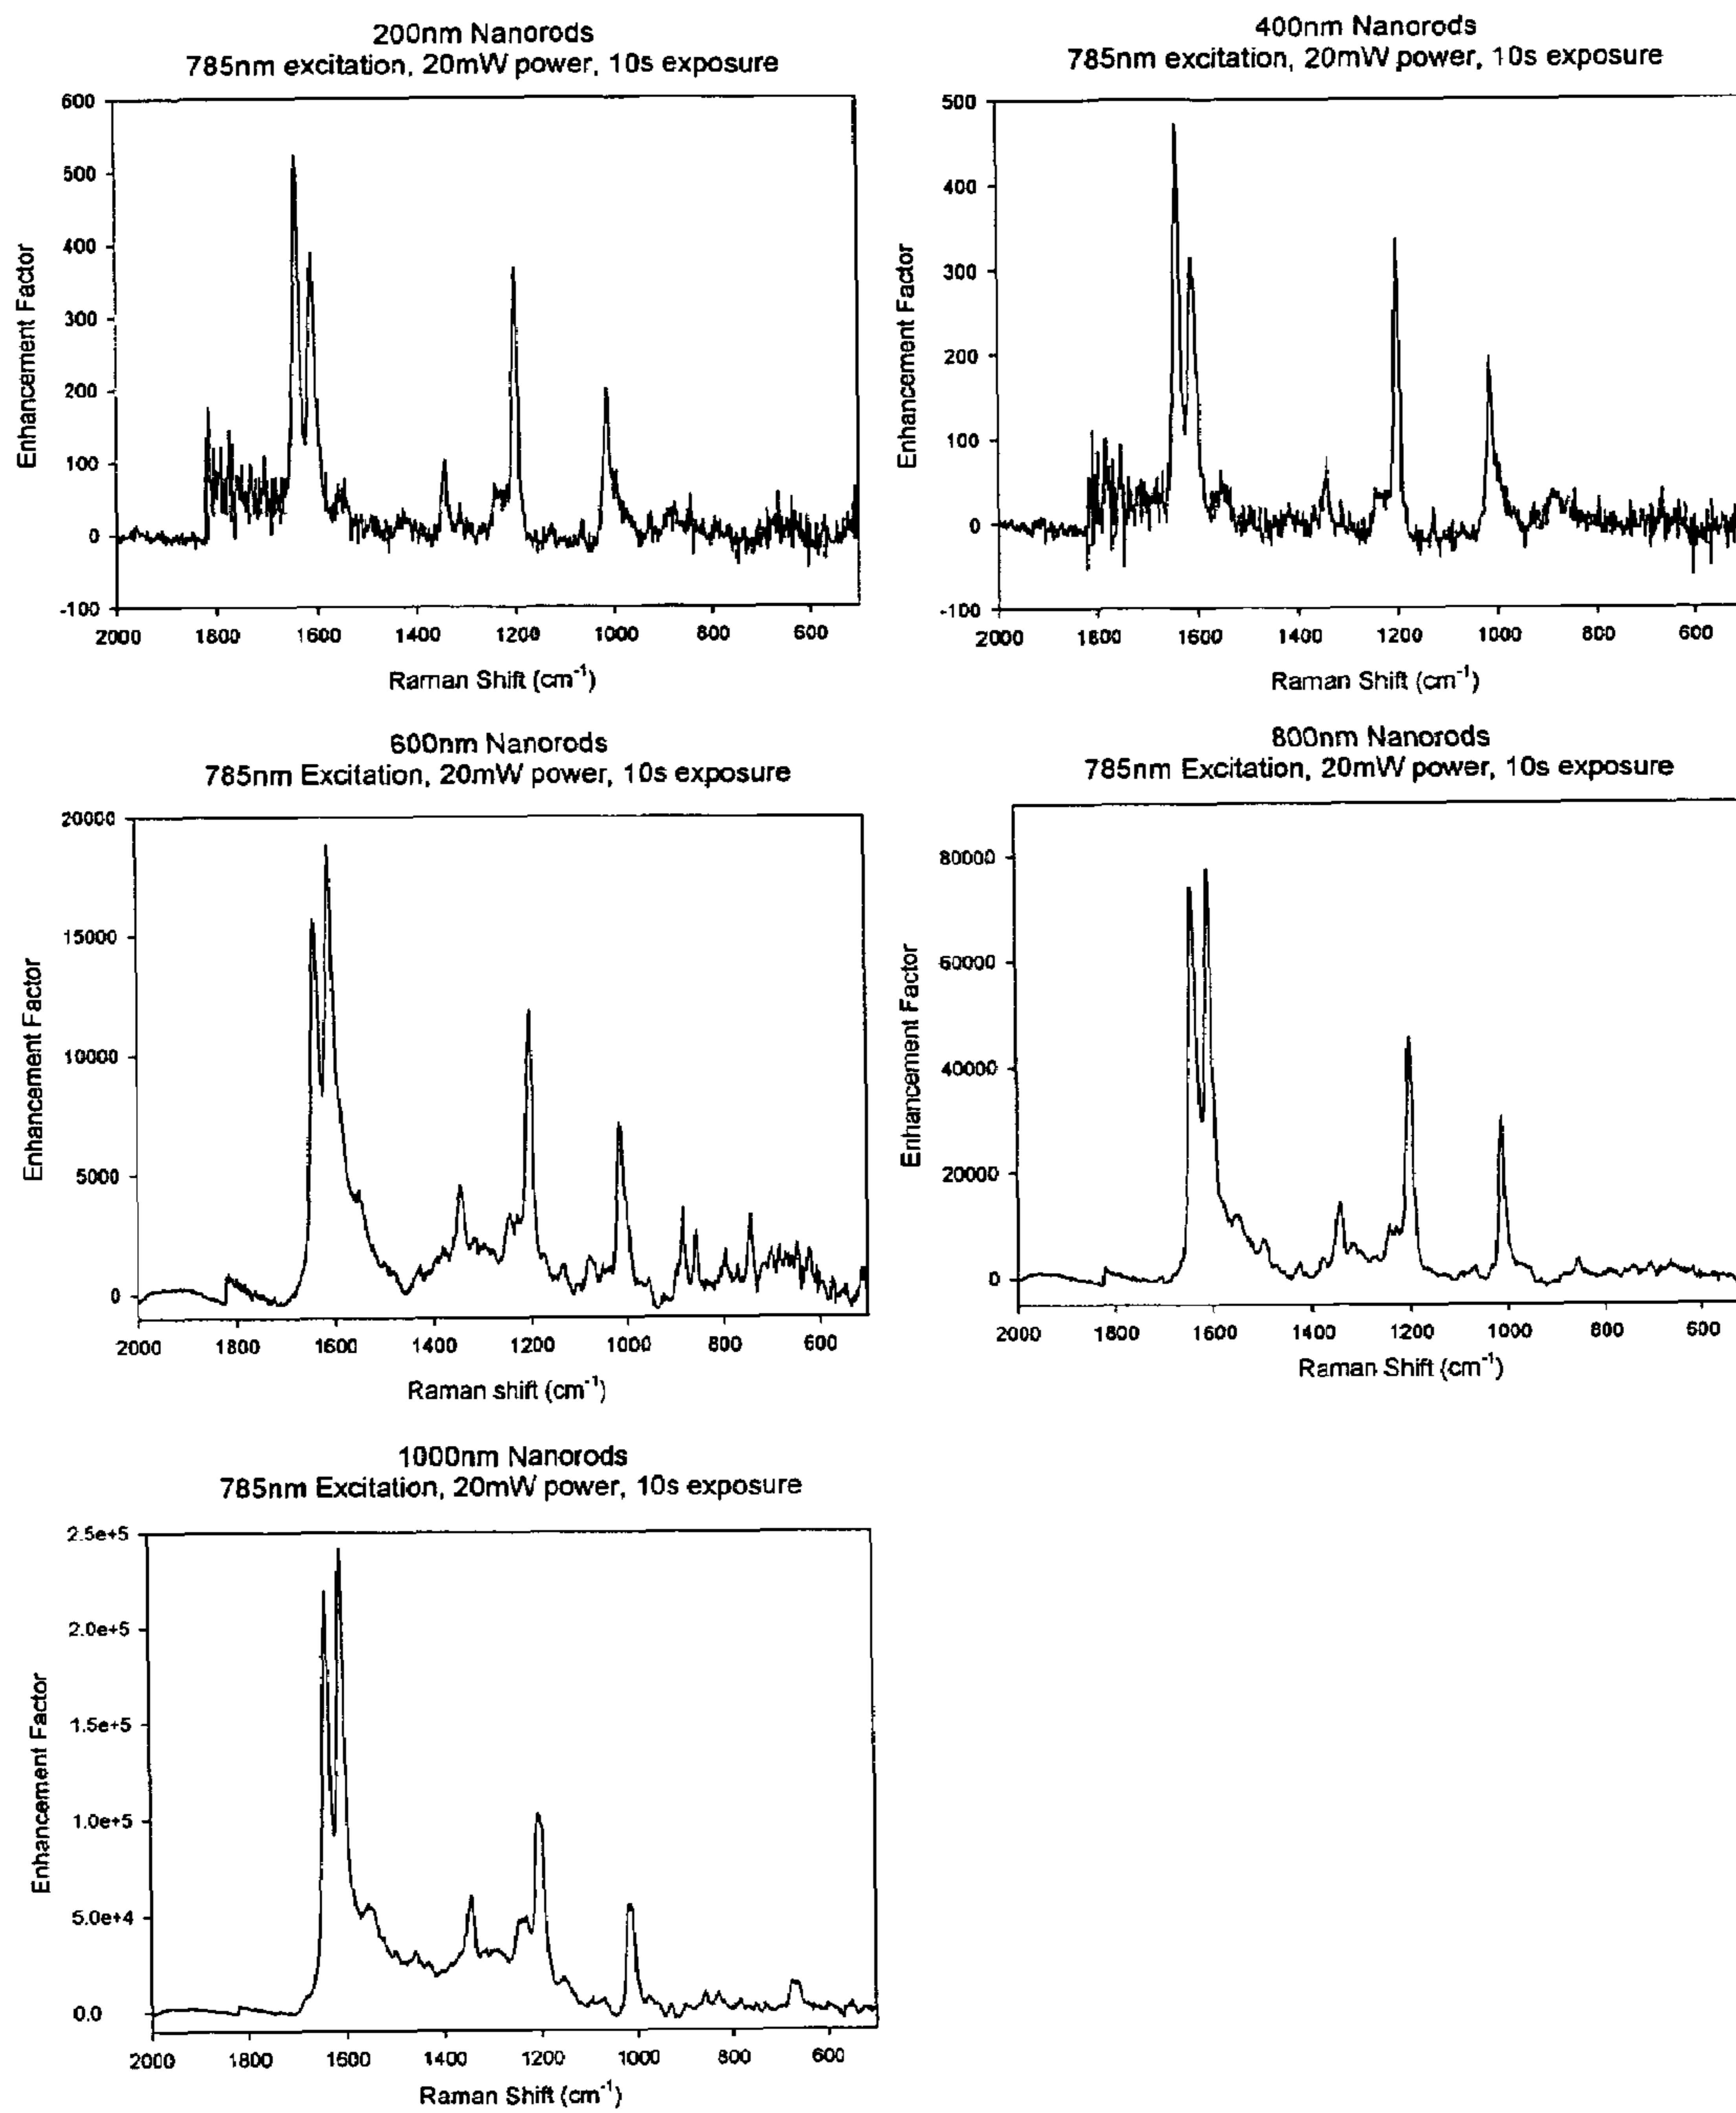 200nm Nanorods
785nm excitation, 20mW power, 10s exposure
600
500
400
300
200
100
0
-100
Enhancement Factor
2000 1800 1600 1400 1200 1000 800 600
Raman Shift (cm⁻¹)
400nm Nanorods
785nm excitation, 20mW power, 10s exposure
500
400
300
200
100
0
-100
Enhancement Factor
2000 1800 1600 1400 1200 1000 800 600
Raman Shift (cm⁻¹)
600nm Nanorods
785nm Excitation, 20mW power, 10s exposure
20000
15000
10000
5000
0
Enhancement Factor
2000 1800 1600 1400 1200 1000 800 600
Raman shift (cm⁻¹)
800nm Nanorods
785nm Excitation, 20mW power, 10s exposure
80000
60000
40000
20000
0
Enhancement Factor
2000 1800 1600 1400 1200 1000 800 600
Raman Shift (cm⁻¹)
1000nm Nanorods
785nm Excitation, 20mW power, 10s exposure
2.5e+5
2.0e+5
1.5e+5
1.0e+5
5.0e+4
0.0
Enhancement Factor
2000 1800 1600 1400 1200 1000 800 600
Raman Shift (cm⁻¹)